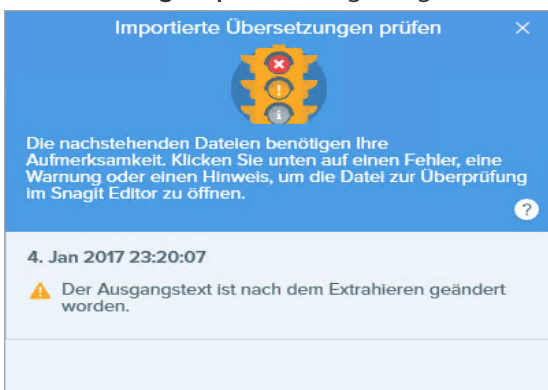 Importierte Übersetzungen prüfen
Die nachstehenden Dateien benötigen Ihre
Aufmerksamkeit. Klicken Sie unten auf einen Fehler, eine
Warnung oder einen Hinweis, um die Datei zur Überprüfung
im Snagit Editor zu öffnen.
?
4. Jan 2017 23:20:07
Der Ausgangstext ist nach dem Extrahieren geändert
worden.